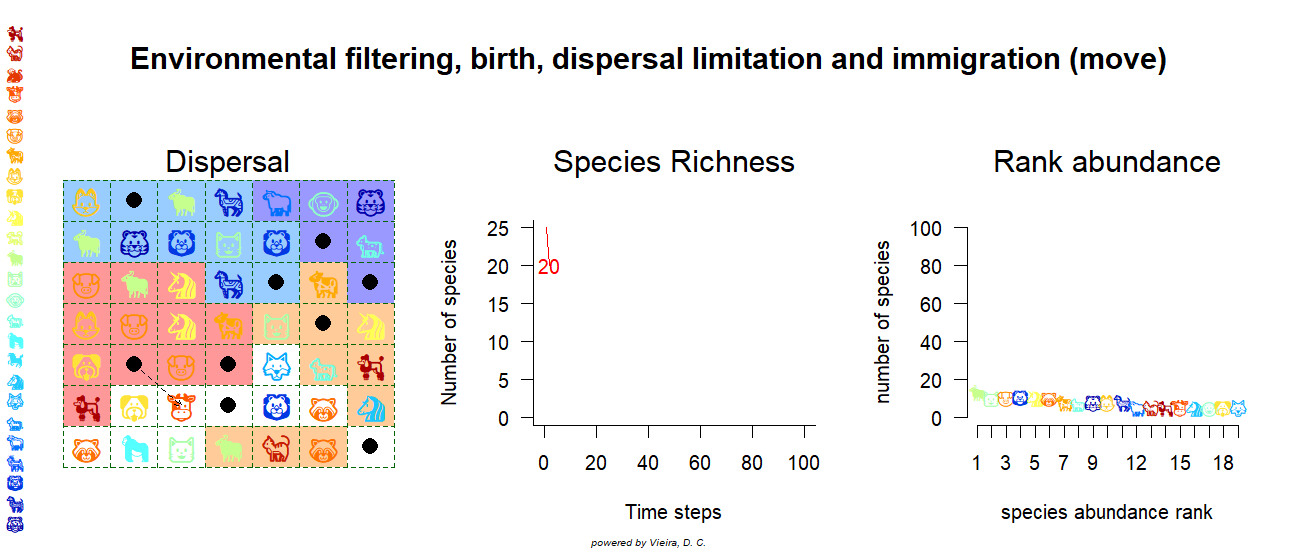 Environmental filtering, birth, dispersal limitation and immigration (move)
Dispersal
Species Richness
Number of species
25
20
15
10
5
0
20
0 20 40 60 80 100
Time steps
Rank abundance
number of species
100
80
60
40
20
0
1 3 5 7 9 12 15 18
species abundance rank
powered by Vieira, D. C.